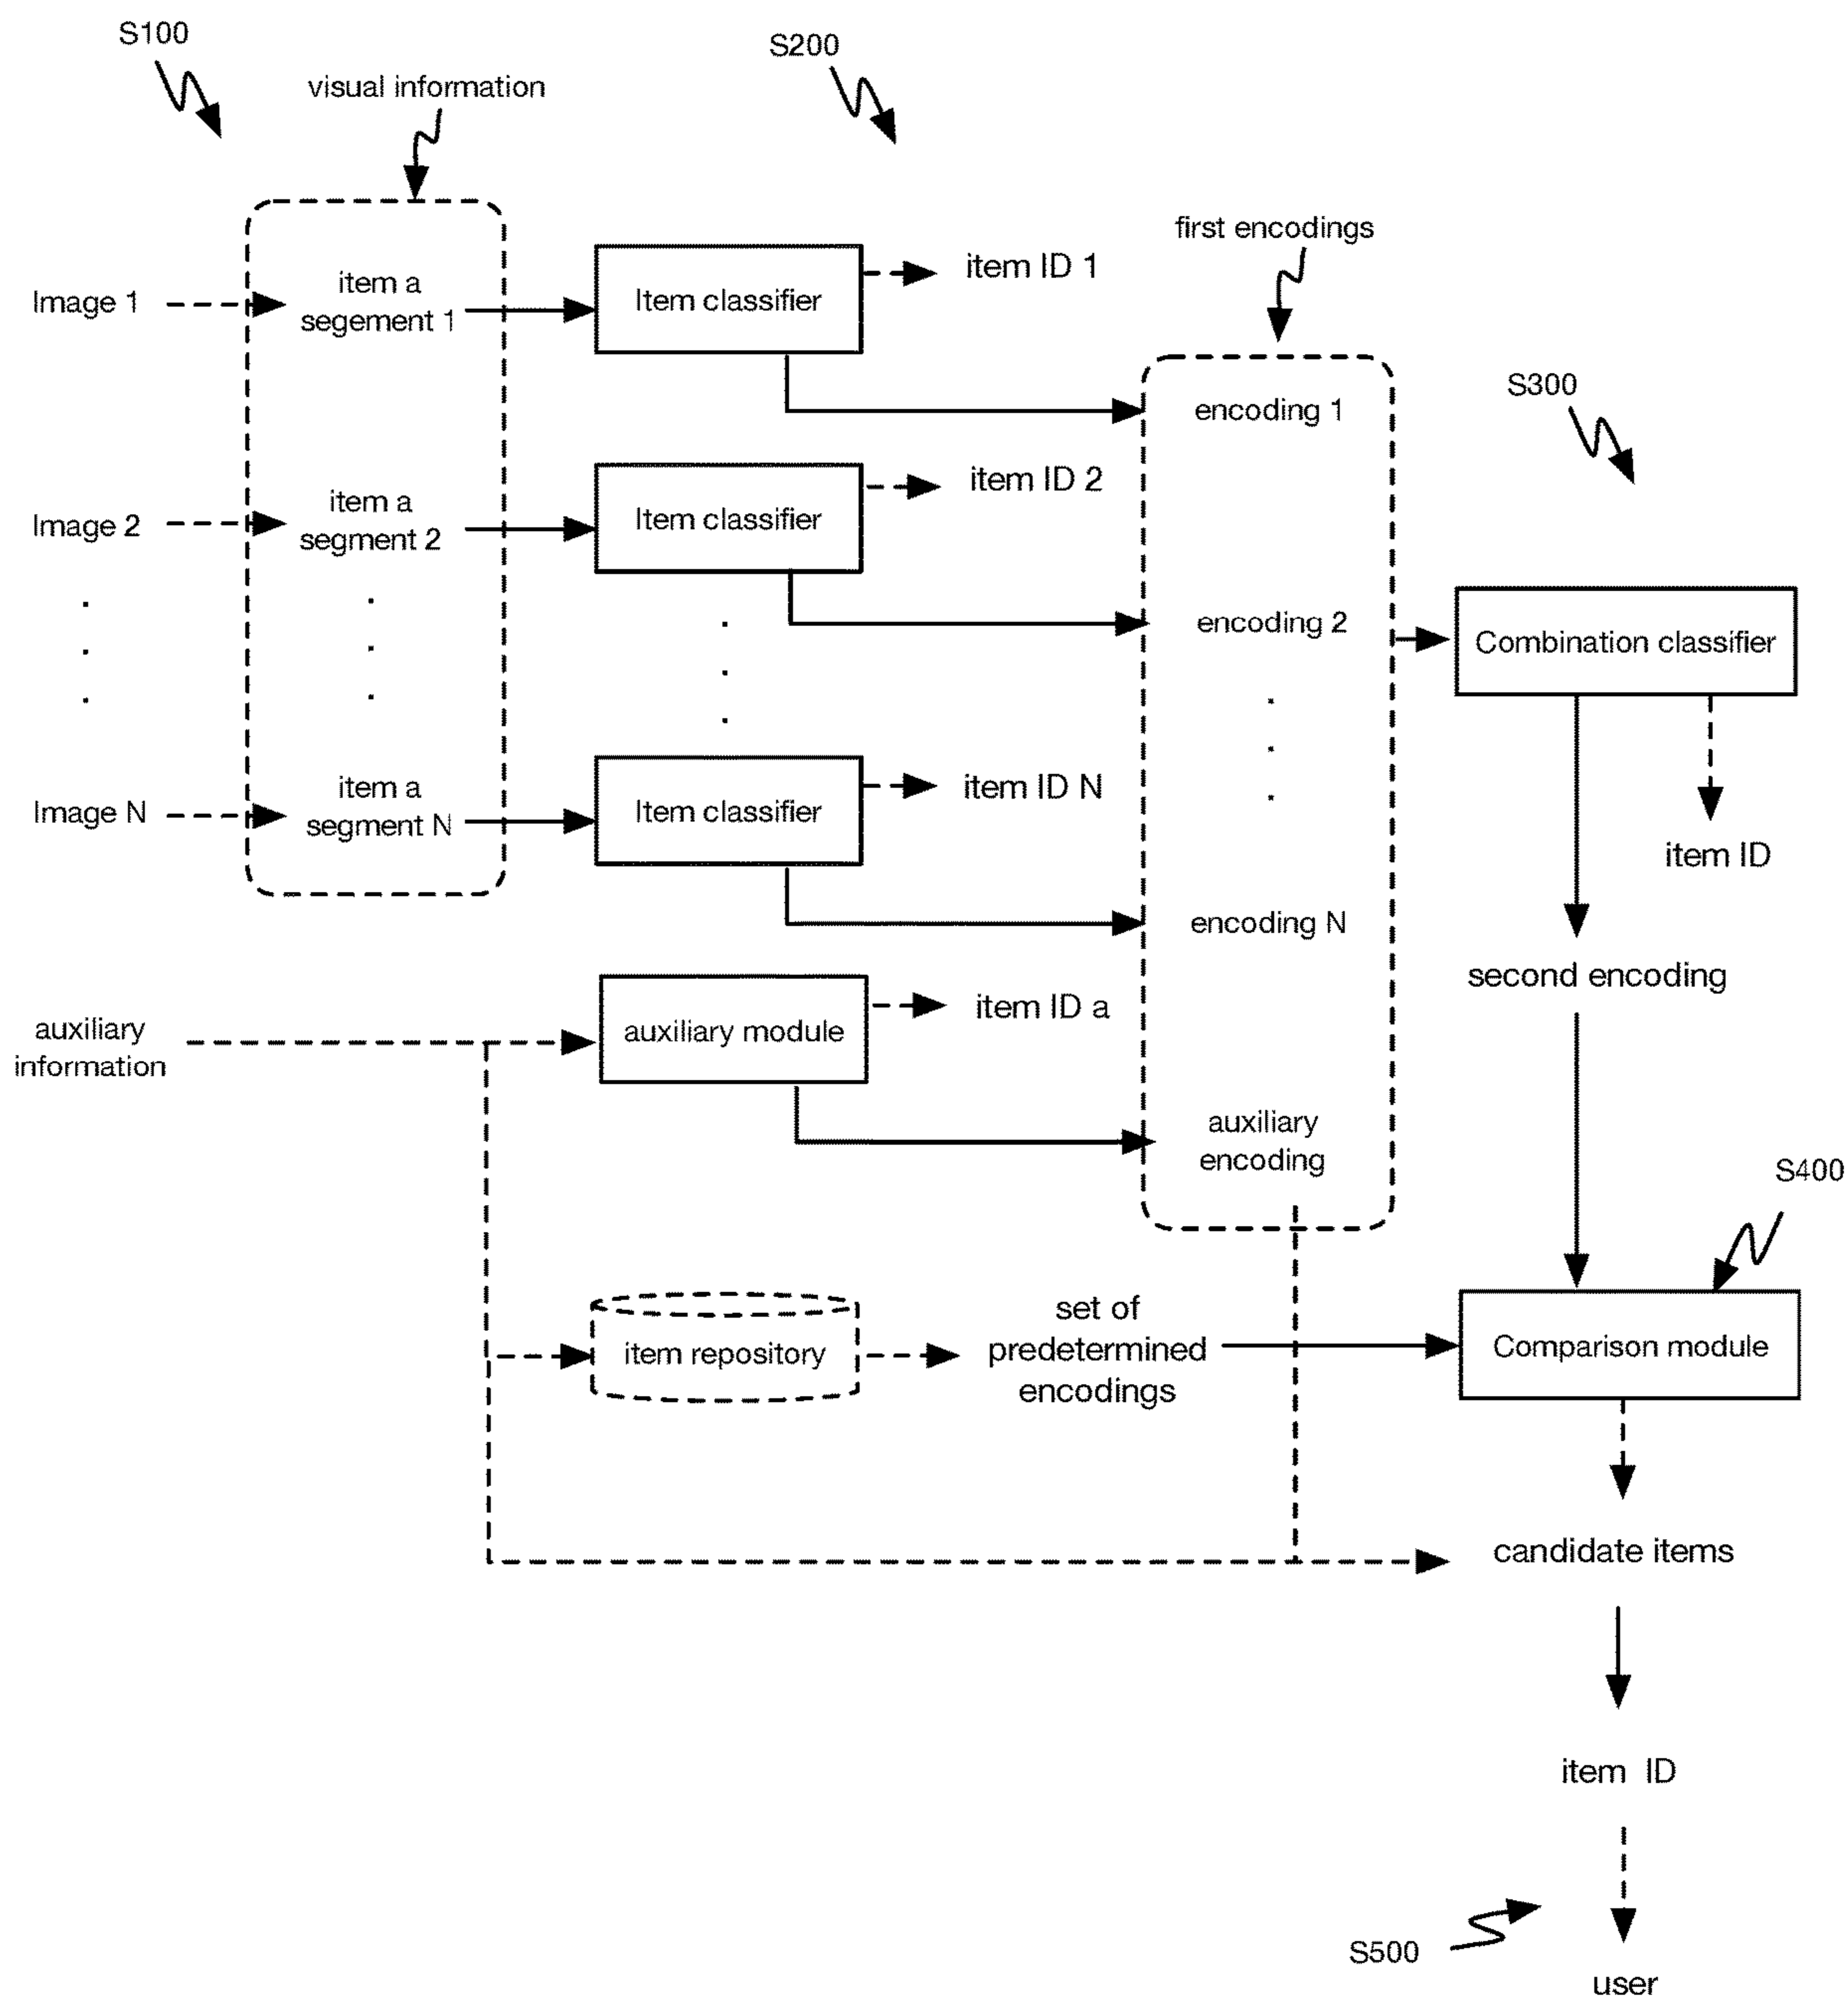 S100
S200
visual information
first encodings
Image 1
item a
segement 1
Item classifier
item ID 1
encoding 1
S300
Image 2
item a
segment 2
Item classifier
item ID 2
encoding 2
Combination classifier
Image N
item a
segment N
Item classifier
item ID N
item ID
encoding N
second encoding
auxiliary
information
auxiliary module
item ID a
auxiliary
encoding
S400
item repository
set of
predetermined
encodings
Comparison module
candidate items
item ID
S500
user